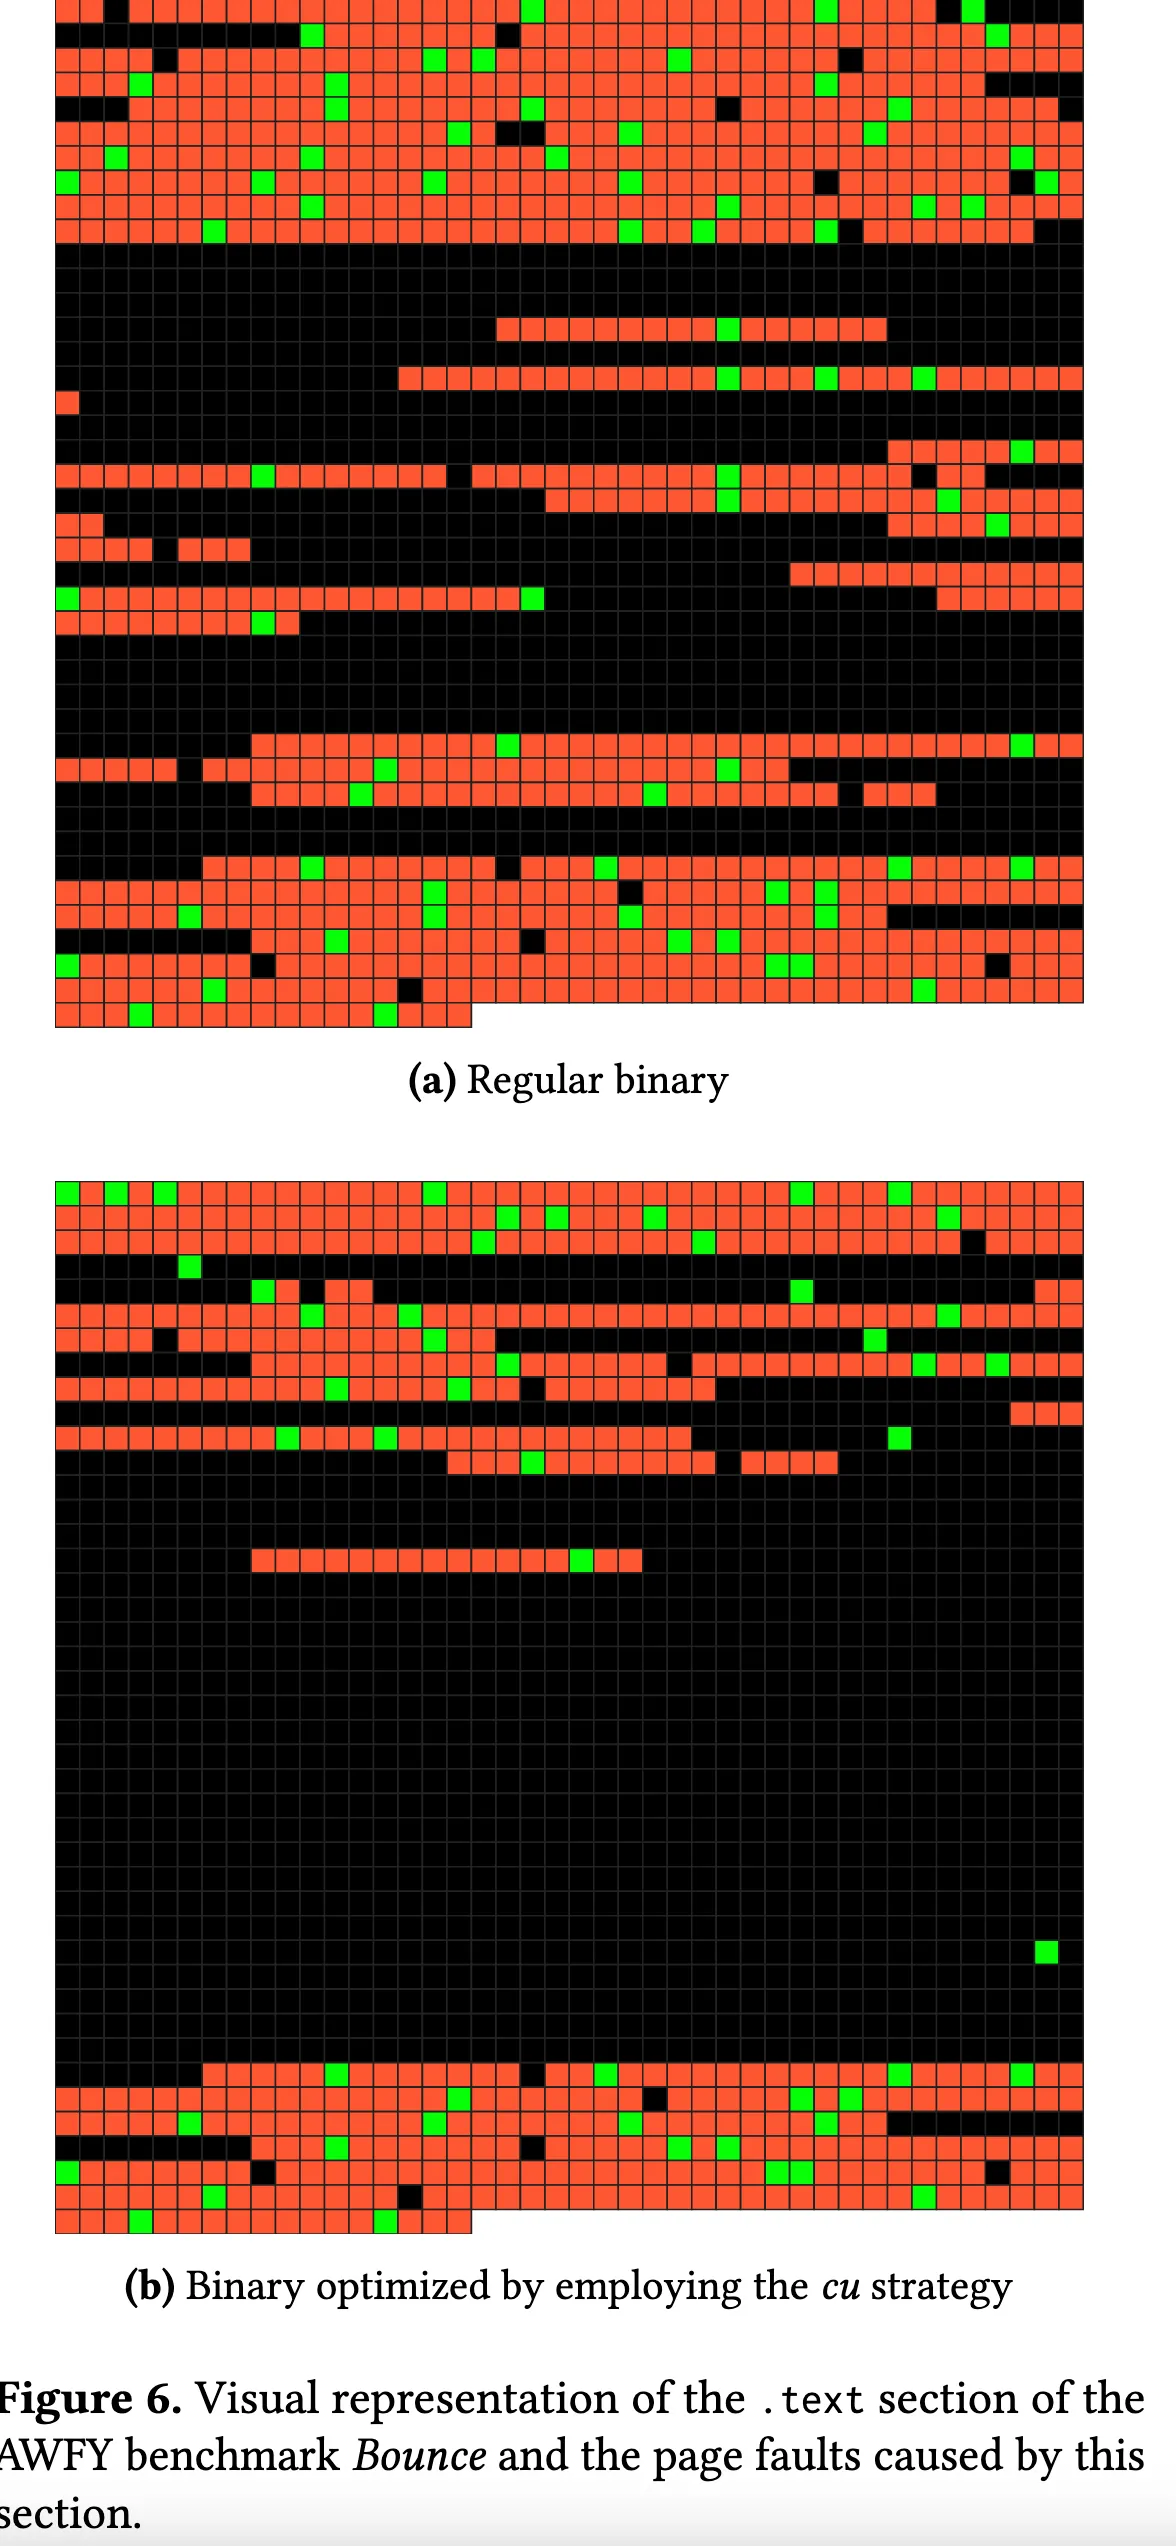 (a) Regular binary
(b) Binary optimized by employing the cu strategy
Figure 6. Visual representation of the .text section of the
AWFY benchmark Bounce and the page faults caused by this
section.